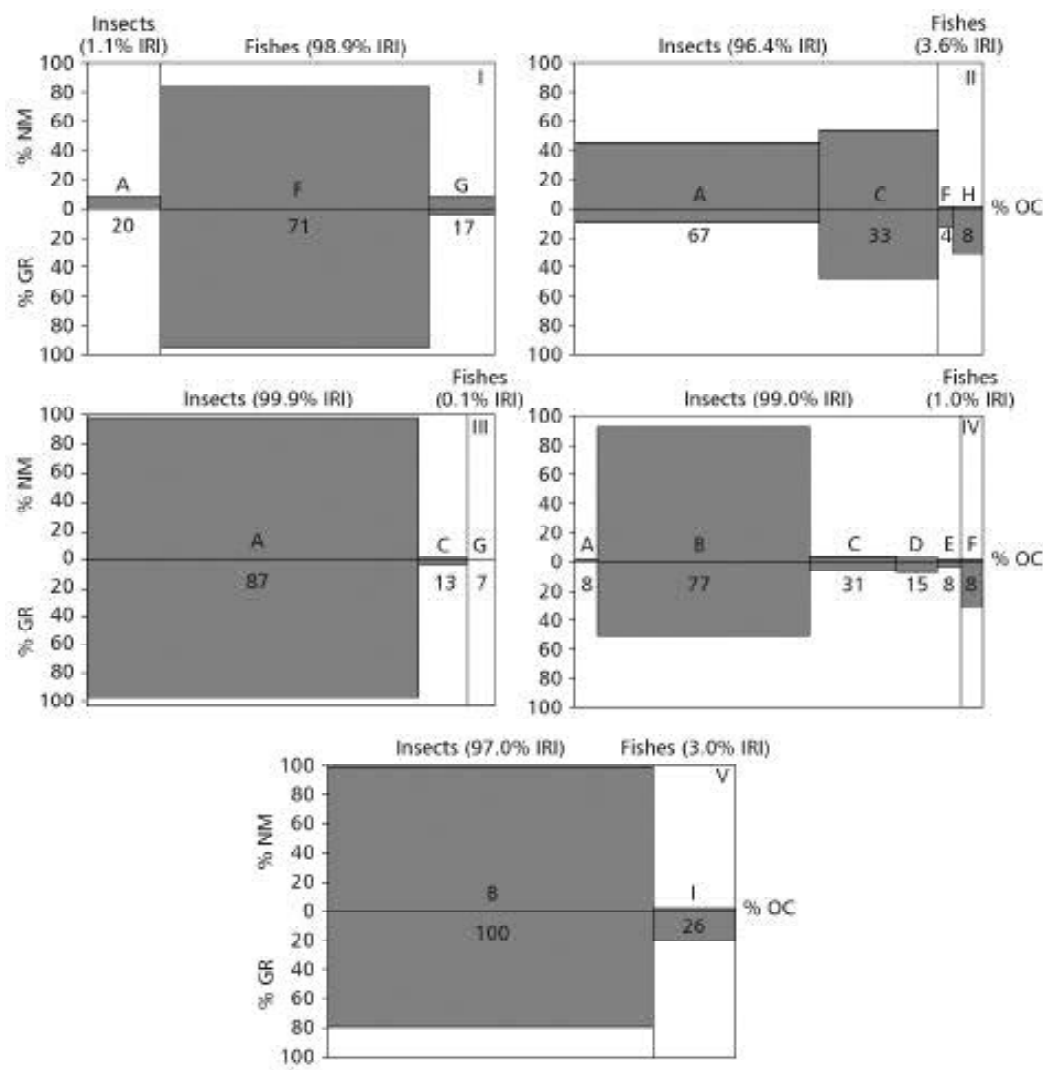 Insects
(1.1% IRI)
Fishes (98.9% IRI)
I
100
80
60
40
20
0
20
40
60
80
100
% NM
% GR
A
F
G
20
71
17
Insects (96.4% IRI)
Fishes
(3.6% IRI)
II
100
80
60
40
20
0
20
40
60
80
100
A
C
F
H
67
33
4
8
% OC
Insects (99.9% IRI)
Fishes
(0.1% IRI)
III
100
80
60
40
20
0
20
40
60
80
100
% NM
% GR
A
C
G
87
13
7
Insects (99.0% IRI)
Fishes
(1.0% IRI)
IV
100
80
60
40
20
0
20
40
60
80
100
A
B
C
D
E
F
8
77
31
15
8
8
% OC
Insects (97.0% IRI)
Fishes (3.0% IRI)
V
100
80
60
40
20
0
20
40
60
80
100
% NM
% GR
B
I
100
26
% OC